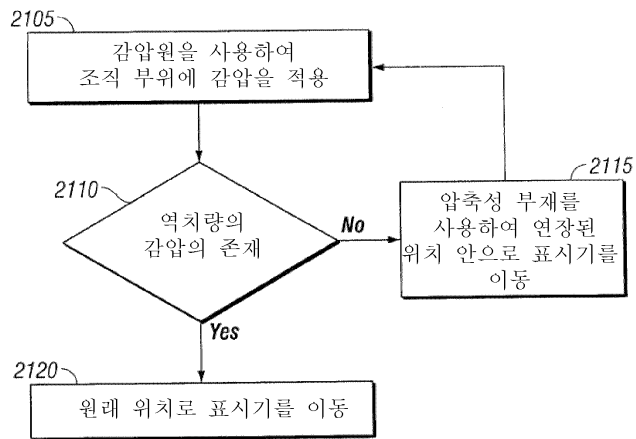 2105
감압원을 사용하여
조직 부위에 감압을 적용
2110
역치량의
감압의 존재
No
2115
압축성 부재를
사용하여 연장된
위치 안으로 표시기를
이동
Yes
2120
원래 위치로 표시기를 이동